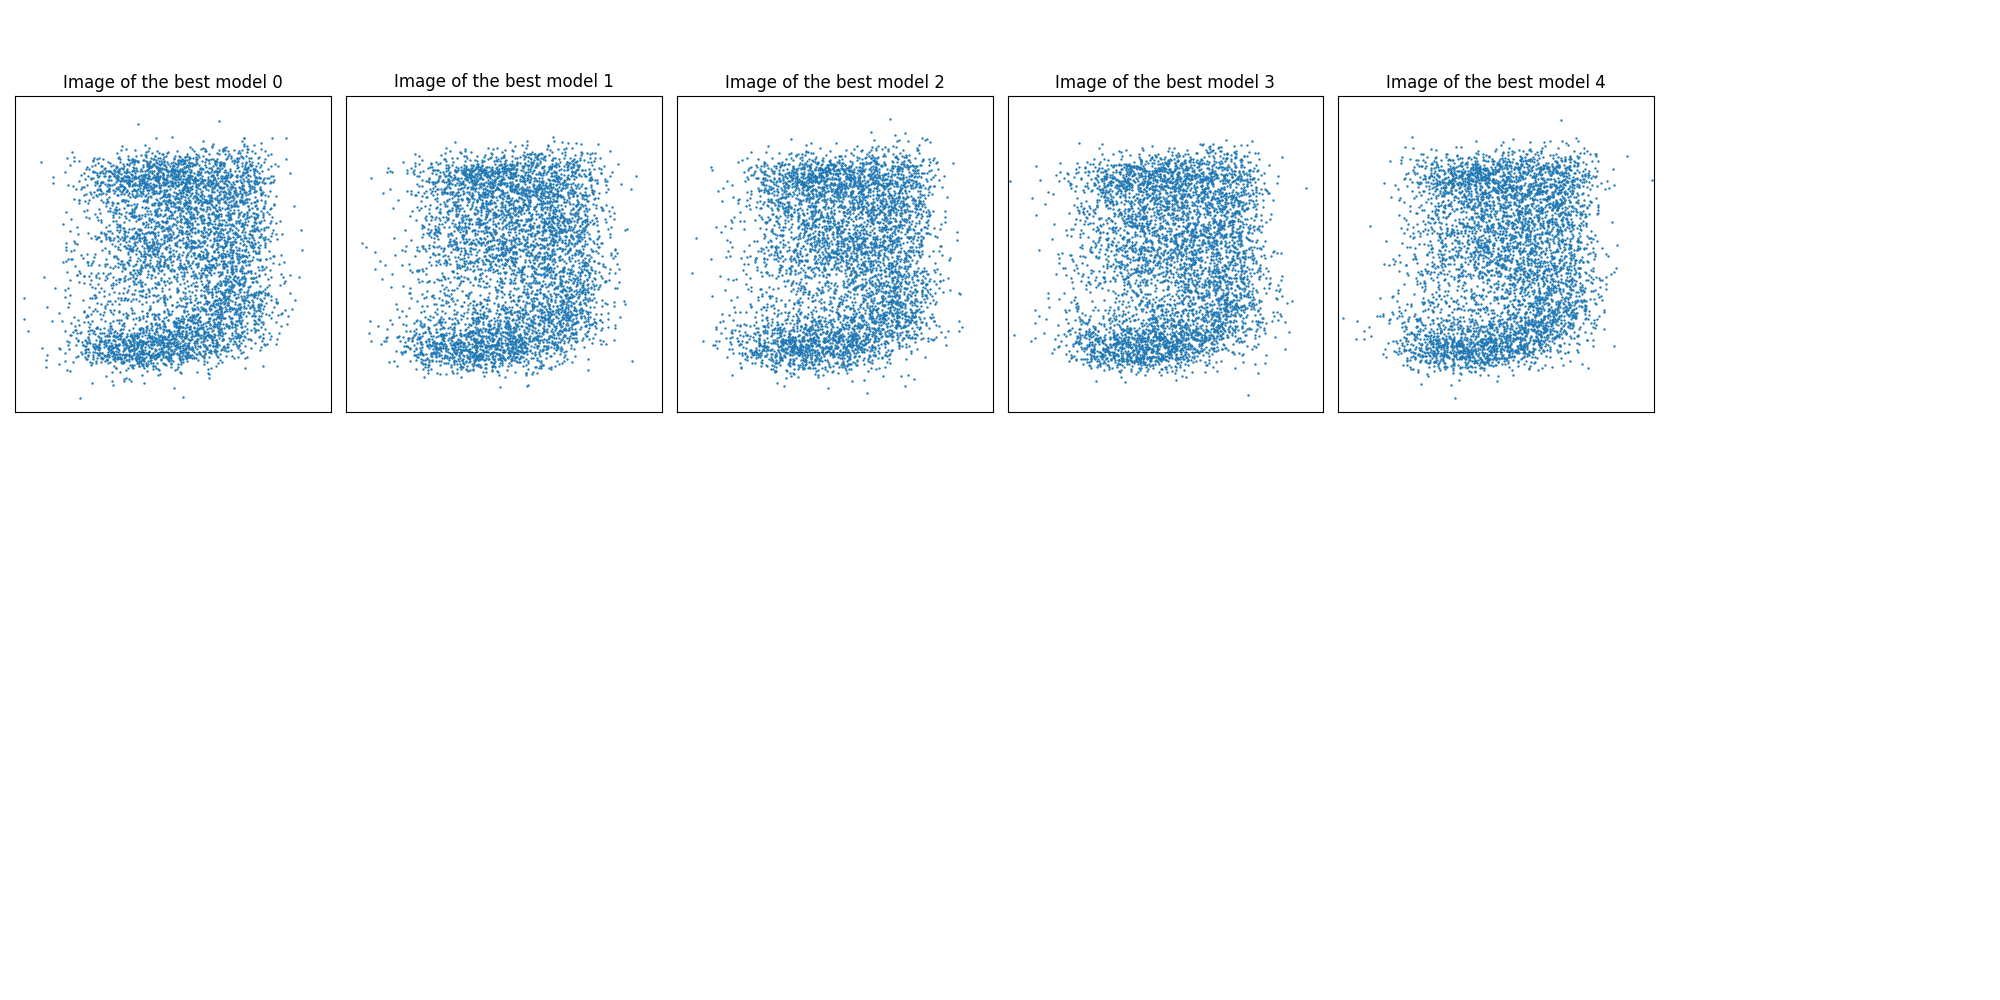 Image of the best model 0
Image of the best model 1
Image of the best model 2
Image of the best model 3
Image of the best model 4